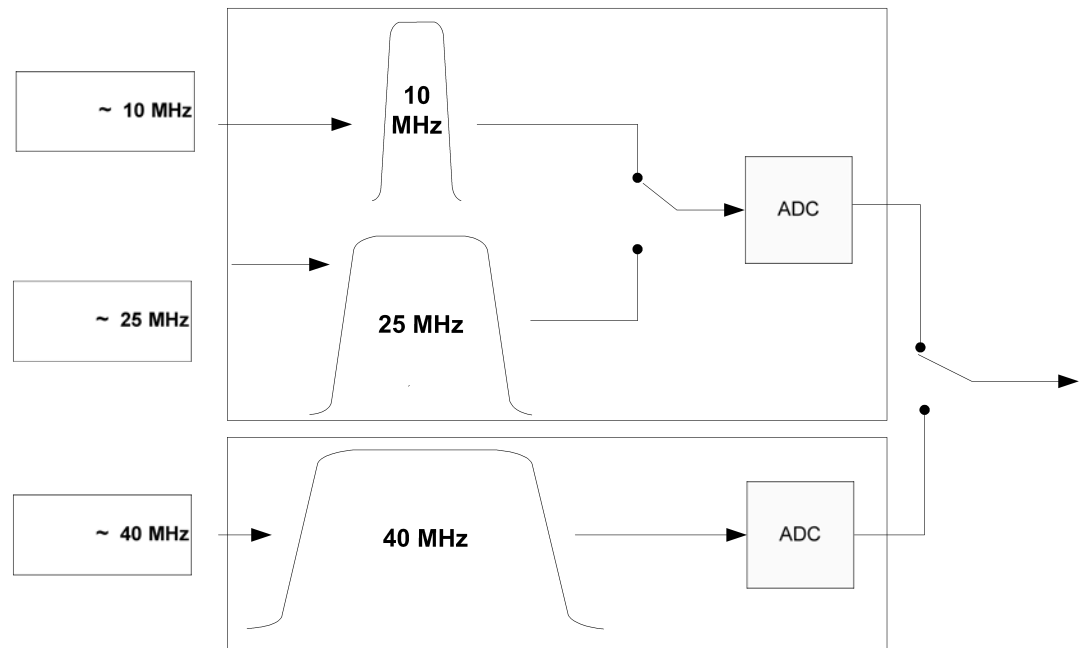 ~ 10 MHz
10
MHz
ADC
~ 25 MHz
25 MHz
~ 40 MHz
40 MHz
ADC